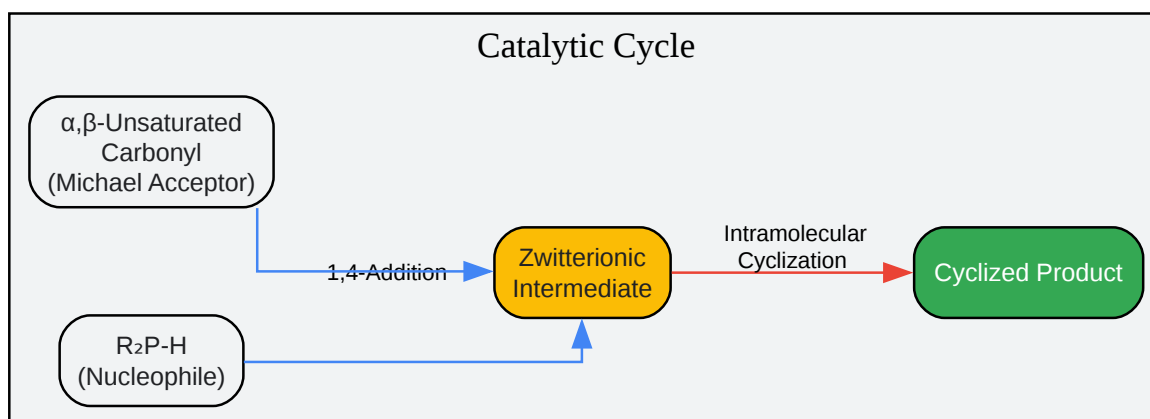 Catalytic Cycle
α,β-Unsaturated
Carbonyl
(Michael Acceptor)
1,4-Addition
R₂P-H
(Nucleophile)
Zwitterionic
Intermediate
Intramolecular
Cyclization
Cyclized Product